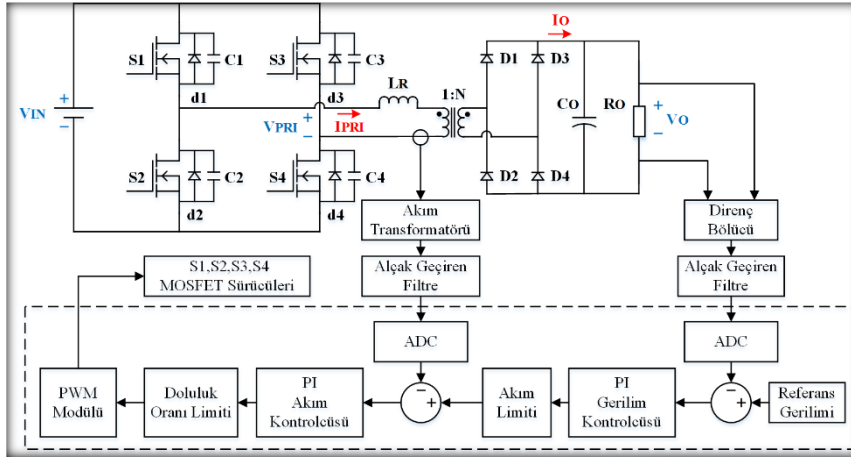 IO
S1
C1
S3
C3
D1
D3
LR
1:N
d1
d3
CO
RO
VIN
+
−
VPRI
+
−
IPRI
+
−
VO
S2
C2
S4
C4
D2
D4
d2
d4
Akım
Transformatörü
Direnç
Bölücü
S1,S2,S3,S4
MOSFET Sürücüleri
Alçak Geçiren
Filtre
Alçak Geçiren
Filtre
ADC
ADC
PWM
Modülü
Doluluk
Oranı Limiti
PI
Akım
Kontrolcüsü
−
+
Akım
Limiti
PI
Gerilim
Kontrolcüsü
−
+
Referans
Gerilimi